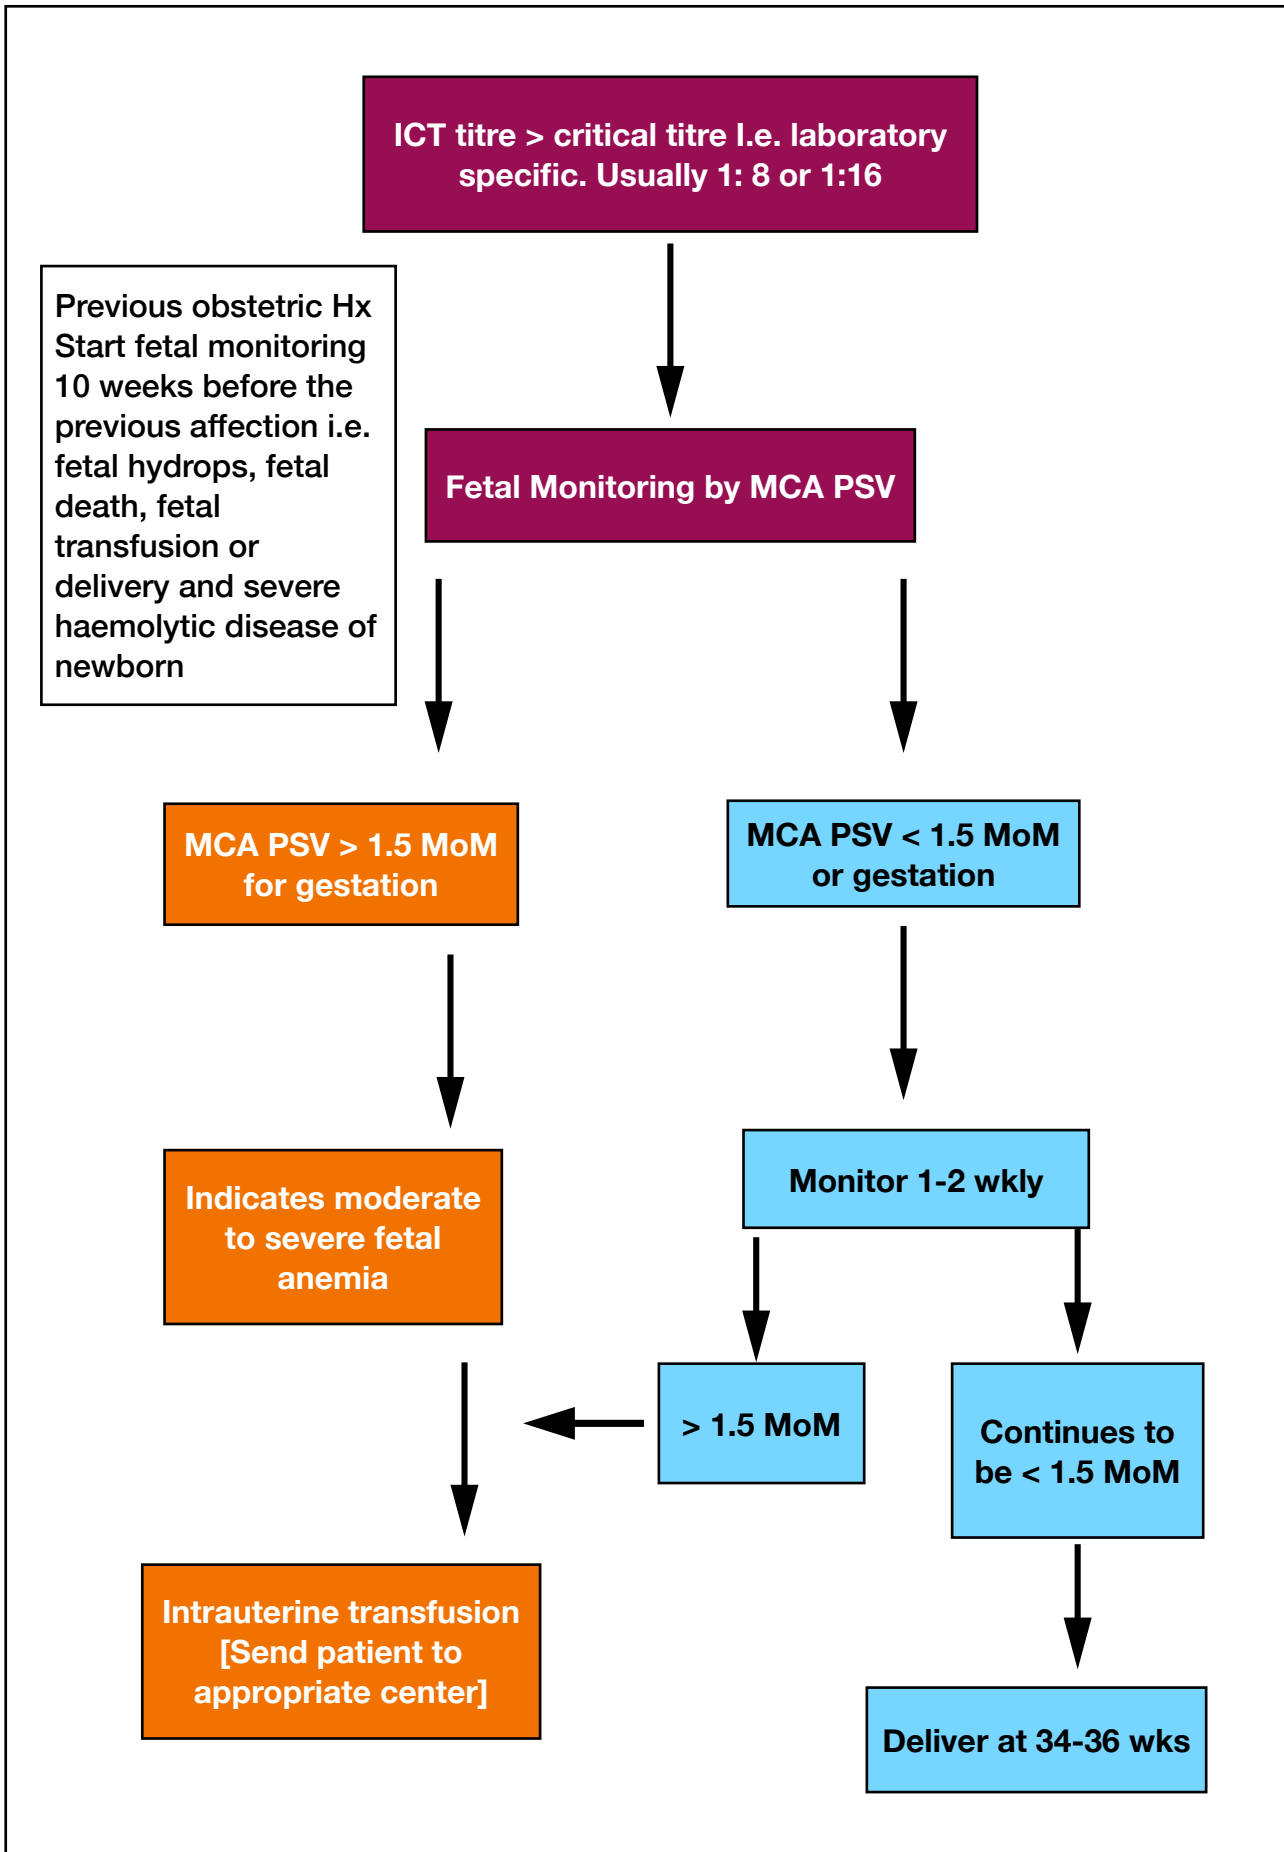 ICT titre > critical titre I.e. laboratory
specific. Usually 1: 8 or 1:16
Previous obstetric Hx
Start fetal monitoring
10 weeks before the
previous affection i.e.
fetal hydrops, fetal
death, fetal
transfusion or
delivery and severe
haemolytic disease of
newborn
Fetal Monitoring by MCA PSV
MCA PSV > 1.5 MoM
for gestation
MCA PSV < 1.5 MoM
or gestation
Indicates moderate
to severe fetal
anemia
Monitor 1-2 wkly
> 1.5 MoM
Continues to
be < 1.5 MoM
Intrauterine transfusion
[Send patient to
appropriate center]
Deliver at 34-36 wks